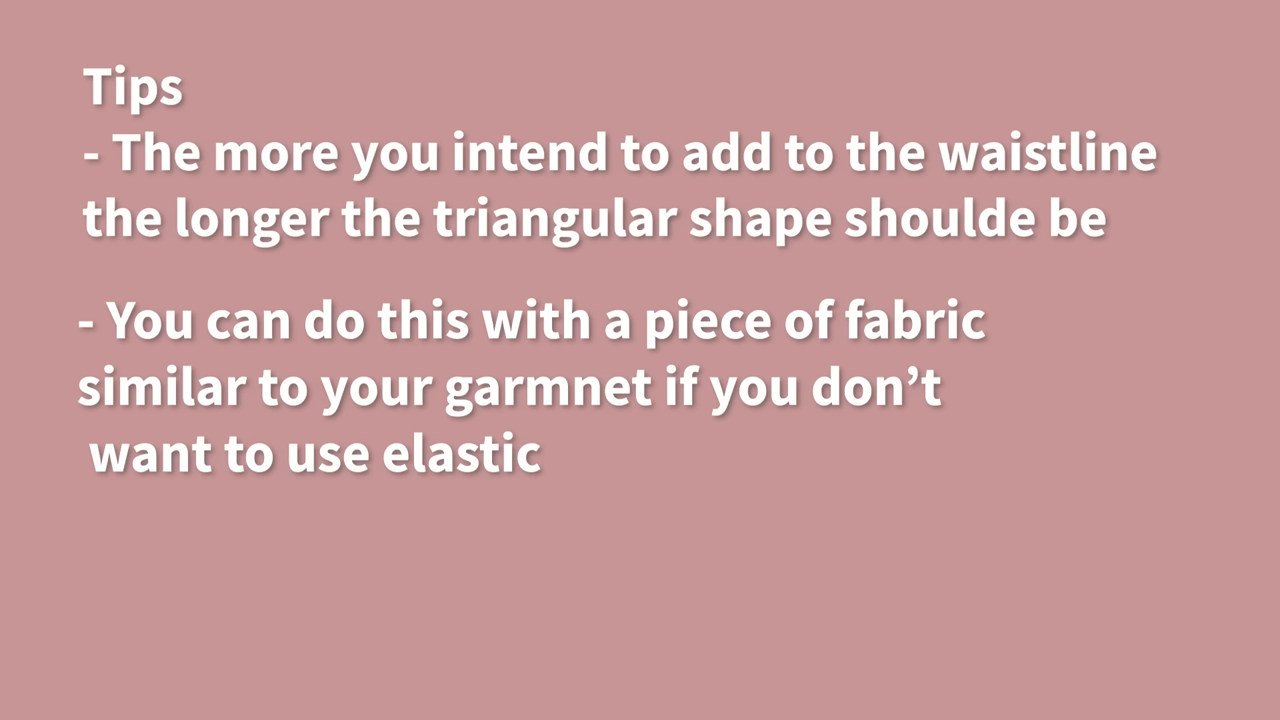 Tips
- The more you intend to add to the waistline
the longer the triangular shape shoulde be
- You can do this with a piece of fabric
similar to your garmnet if you don’t
want to use elastic